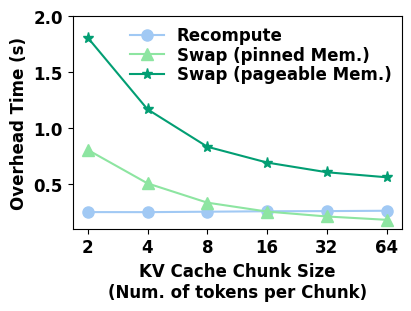 Recompute
Swap (pinned Mem.)
Swap (pageable Mem.)
Overhead Time (s)
2.0
1.5
1.0
0.5
2 4 8 16 32 64
KV Cache Chunk Size
(Num. of tokens per Chunk)